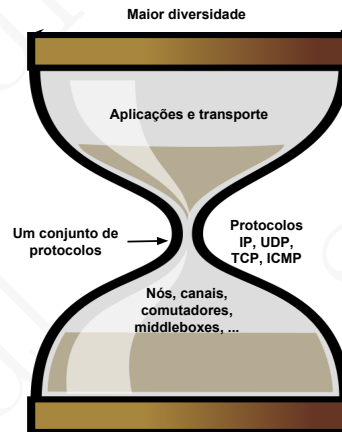 Maior diversidade
Aplicações e transporte
Um conjunto de
protocolos
Protocolos
IP, UDP,
TCP, ICMP
Nós, canais,
comutadores,
middleboxes, ...